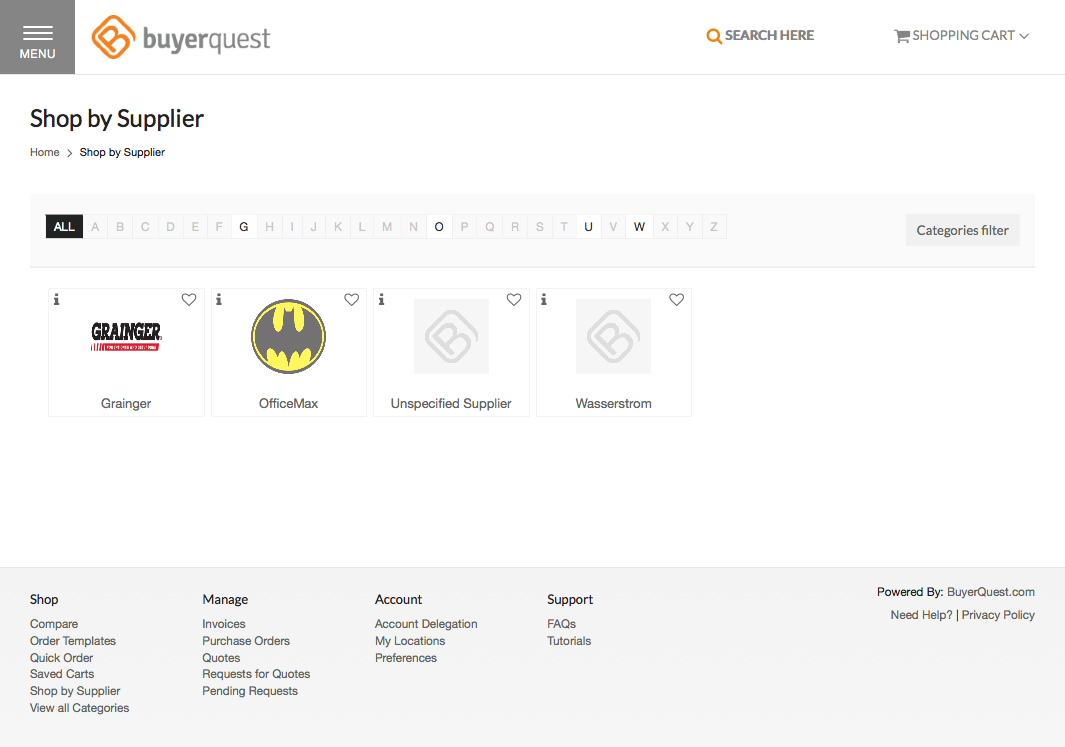 MENU
buyerquest
SEARCH HERE
SHOPPING CART
Shop by Supplier
Home > Shop by Supplier
ALL A B C D E F G H I J K L M N O P Q R S T U V W X Y Z
Categories filter
GRAINGER
Grainger
OfficeMax
Unspecified Supplier
Wasserstrom
Shop
Compare
Order Templates
Quick Order
Saved Carts
Shop by Supplier
View all Categories
Manage
Invoices
Purchase Orders
Quotes
Requests for Quotes
Pending Requests
Account
Account Delegation
My Locations
Preferences
Support
FAQs
Tutorials
Powered By: BuyerQuest.com
Need Help? | Privacy Policy